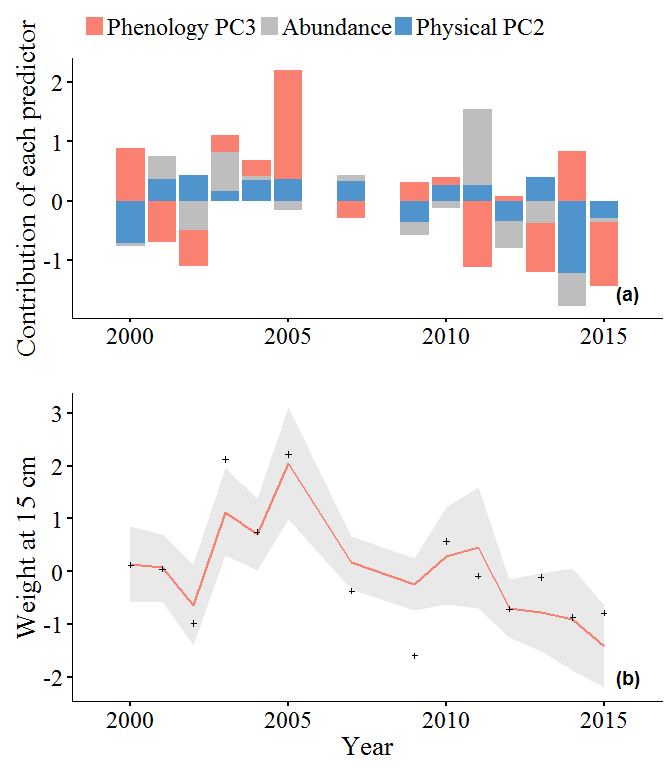 Phenology PC3 Abundance Physical PC2
Contribution of each predictor
2
1
0
-1
(a)
2000 2005 2010 2015
Weight at 15 cm
3
2
1
0
-1
-2
(b)
2000 2005 2010 2015
Year